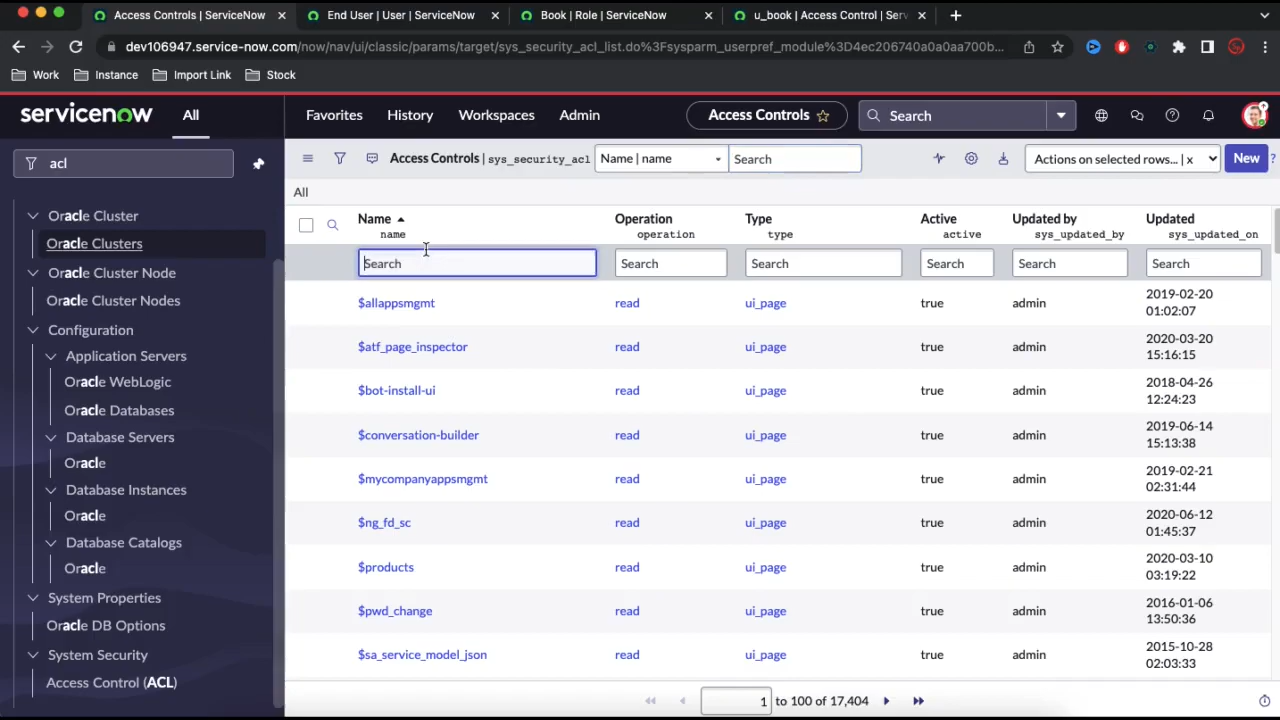 Access Controls | ServiceNow
End User | User | ServiceNow
Book | Role | ServiceNow
u_book | Access Control | Serv
dev106947.service-now.com/now/nav/ui/classic/params/target/sys_security_acl_list.do%3Fsysparm_userpref_module%3D4ec206740a0a0aa700b...
Work
Instance
Import Link
Stock
servicenow
All
Favorites
History
Workspaces
Admin
Access Controls
Search
acl
Access Controls | sys_security_acl
Name | name
Search
Actions on selected rows... | x
New
?
Oracle Cluster
Oracle Clusters
Oracle Cluster Node
Oracle Cluster Nodes
Configuration
Application Servers
Oracle WebLogic
Oracle Databases
Database Servers
Oracle
Database Instances
Oracle
Database Catalogs
Oracle
System Properties
Oracle DB Options
System Security
Access Control (ACL)
All
Name Operation Type Active Updated by Updated
name operation type active sys_updated_by sys_updated_on
Search Search Search Search Search Search
$allappsmgmt read ui_page true admin 2019-02-20 01:02:07
$atf_page_inspector read ui_page true admin 2020-03-20 15:16:15
$bot-install-ui read ui_page true admin 2018-04-26 12:24:23
$conversation-builder read ui_page true admin 2019-06-14 15:13:38
$mycompanyappsmgmt read ui_page true admin 2019-02-21 02:31:44
$ng_fd_sc read ui_page true admin 2020-06-12 01:45:37
$products read ui_page true admin 2020-03-10 03:19:22
$pwd_change read ui_page true admin 2016-01-06 13:50:36
$sa_service_model_json read ui_page true admin 2015-10-28 02:03:33
1 to 100 of 17,404